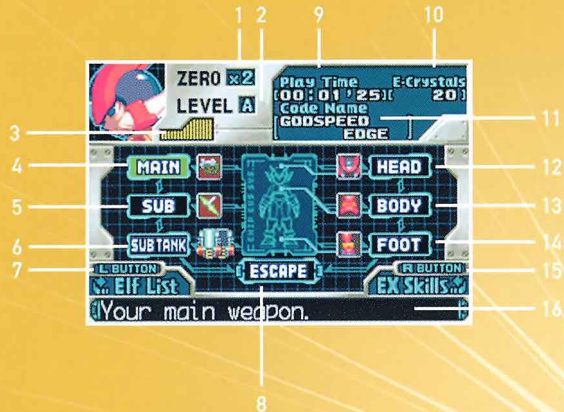 1 2 9 10
ZERO x2
LEVEL A
Play Time E-Crystals
00:01'25 20
Code Name
GODSPEED
EDGE
11
3
4 MAIN HEAD 12
5 SUB BODY 13
6 SUB TANK FOOT 14
7 L BUTTON ESCAPE R BUTTON 15
Elf List EX Skills
Your main weapon. 16
8